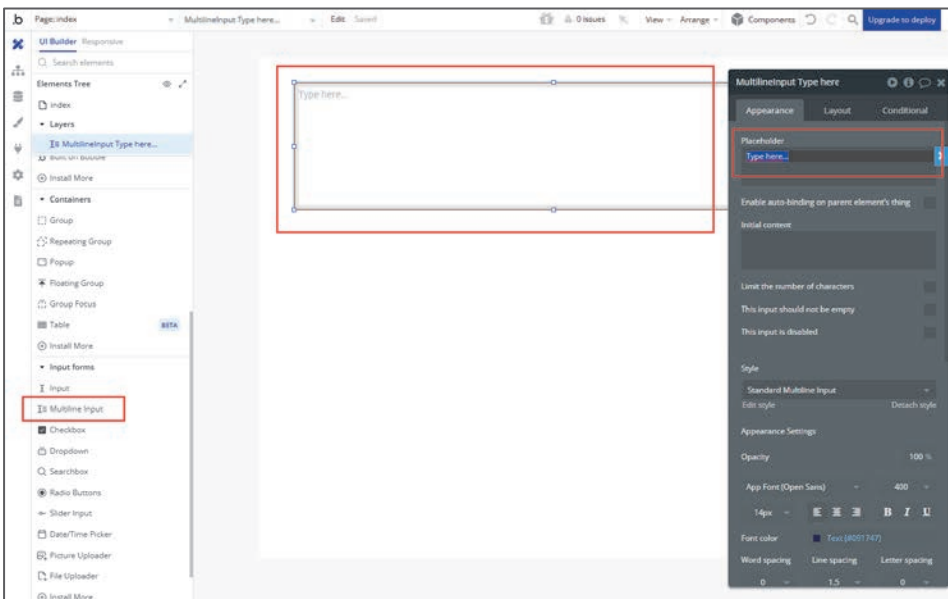 b Page: index MultilineInput Type here... Edit Saved 0 issues View Arrange Components Upgrade to deploy
UI Builder Responsive
Search elements
Elements Tree
index
Layers
MultilineInput Type here...
Built on Bubble
Install More
Containers
Group
Repeating Group
Popup
Floating Group
Group Focus
Table BETA
Install More
Input forms
Input
Multiline Input
Checkbox
Dropdown
Searchbox
Radio Buttons
Slider Input
Date/Time Picker
Picture Uploader
File Uploader
Install More
Type here...
MultilineInput Type here
Appearance Layout Conditional
Placeholder
Type here...
Enable auto-binding on parent element's thing
Initial content
Limit the number of characters
This input should not be empty
This input is disabled
Style
Standard Multiline Input
Edit style Detach style
Appearance Settings
Opacity 100 %
App Font (Open Sans) 400
14px B I U
Font color Text (#091747)
Word spacing Line spacing Letter spacing
0 1.5 0